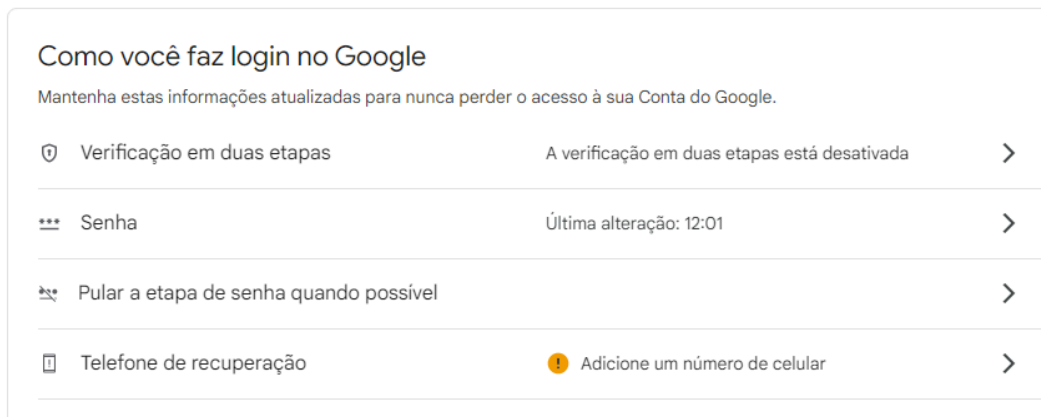 Como você faz login no Google
Mantenha estas informações atualizadas para nunca perder o acesso à sua Conta do Google.
Verificação em duas etapas A verificação em duas etapas está desativada
Senha Última alteração: 12:01
Pular a etapa de senha quando possível
Telefone de recuperação Adicione um número de celular